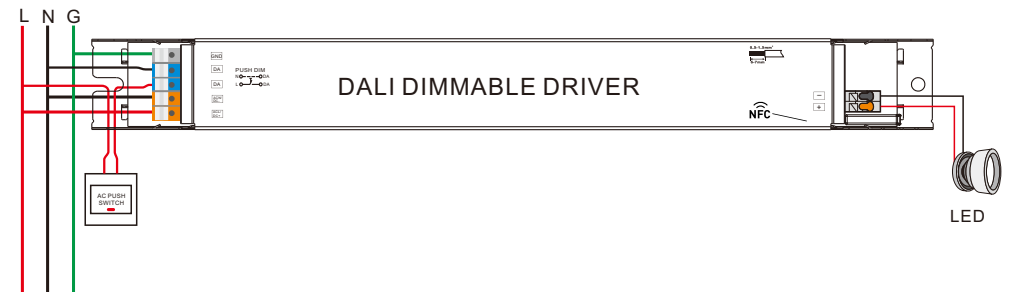 L N G
GND
DA
PUSH DIM
N DA
DA
L DA
DALI DIMMABLE DRIVER
−
+
NFC
AC PUSH
SWITCH
LED